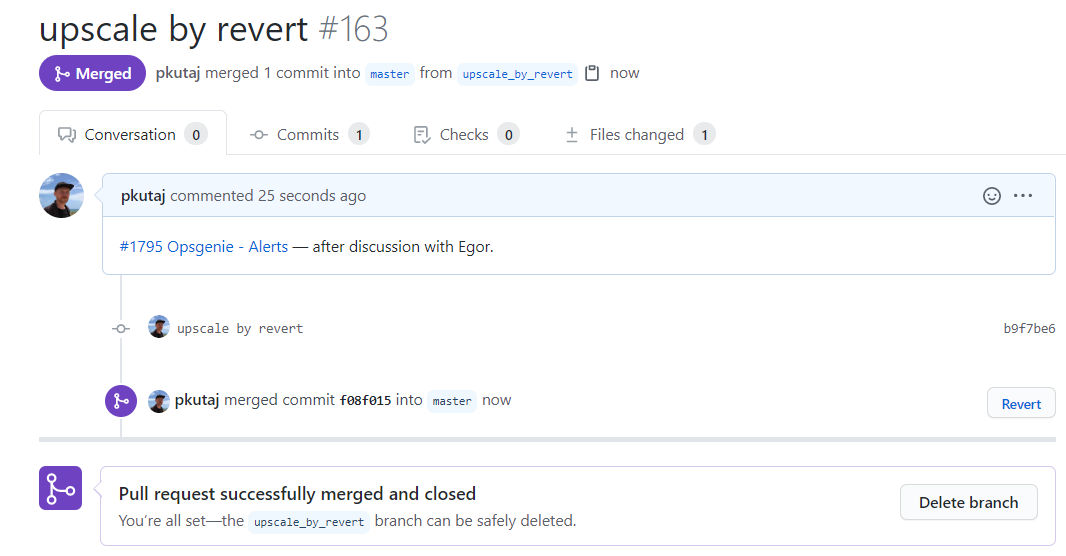 upscale by revert #163
Merged pkutaj merged 1 commit into master from upscale_by_revert now
Conversation 0 Commits 1 Checks 0 Files changed 1
pkutaj commented 25 seconds ago
#1795 Opsgenie - Alerts — after discussion with Egor.
upscale by revert b9f7be6
pkutaj merged commit f08f015 into master now Revert
Pull request successfully merged and closed
You're all set—the upscale_by_revert branch can be safely deleted.
Delete branch